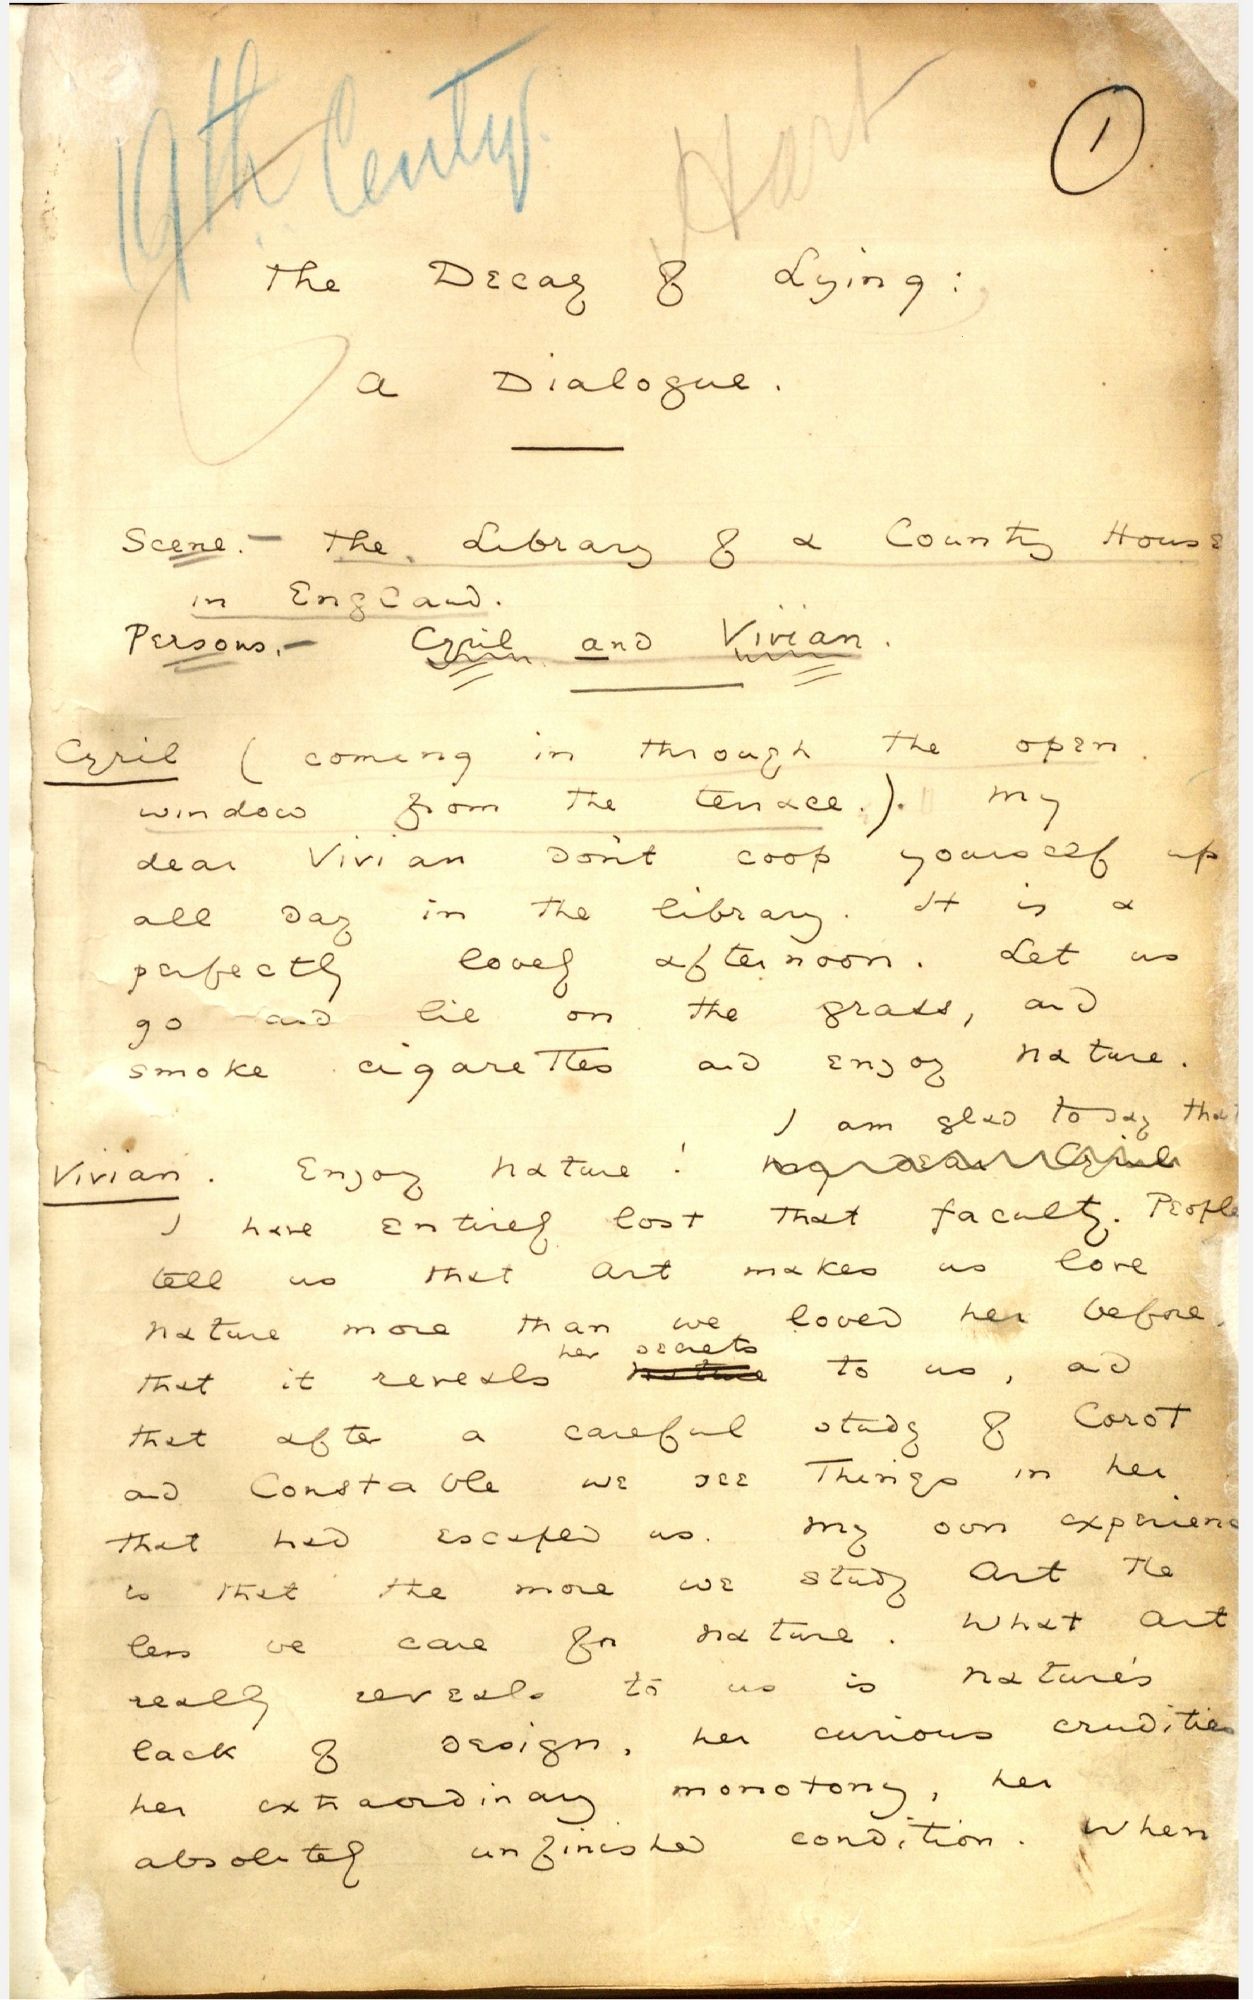 19th Centy.
Hart
1
The Decay of Lying:
a Dialogue.
Scene.- The Library of a Country House
in England.
Persons.- Cyril and Vivian.
Cyril (coming in through the open
window from the terrace.). My
dear Vivian don't coop yourself up
all day in the library. It is a
perfectly lovely afternoon. Let us
go and lie on the grass, and
smoke cigarettes and enjoy nature.
I am glad to say that
Vivian. Enjoy nature! my dear Cyril
I have entirely lost that faculty. People
tell us that Art makes us love
nature more than we loved her before,
her secrets
that it reveals nature to us, and
that after a careful study of Corot
and Constable we see things in her
that had escaped us. My own experienc
is that the more we study Art the
less we care for nature. What Art
really reveals to us is Nature's
lack of design, her curious crudities
her extraordinary monotony, her
absolutely unfinished condition. When